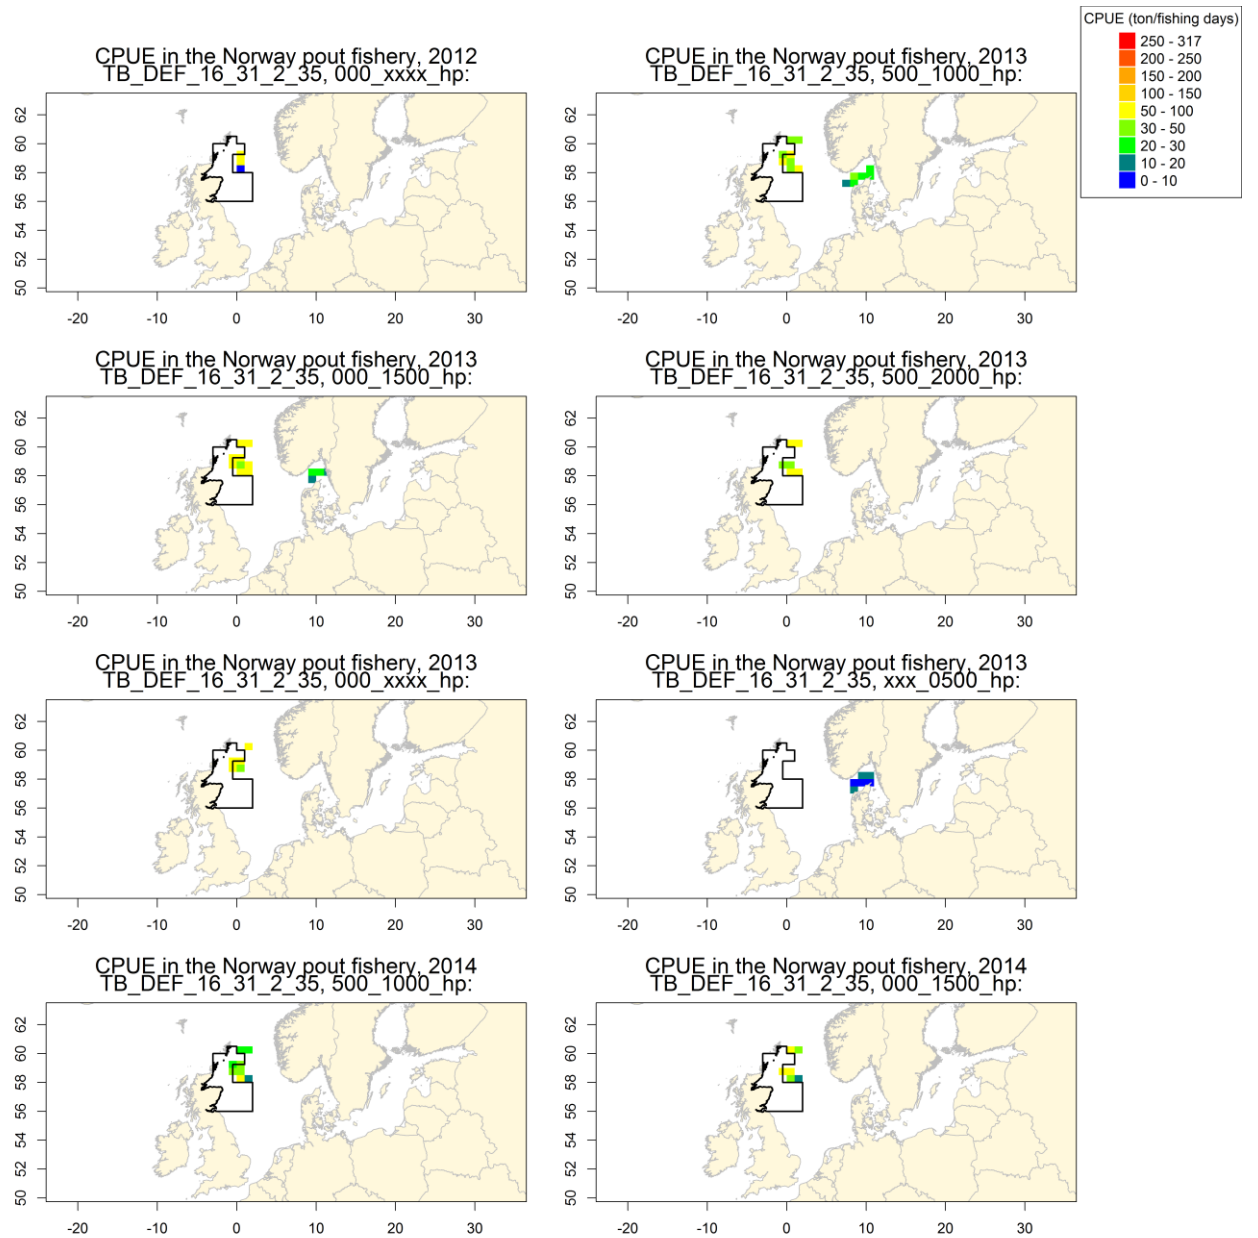 CPUE (ton/fishing days)
250 - 317
200 - 250
150 - 200
100 - 150
50 - 100
30 - 50
20 - 30
10 - 20
0 - 10
CPUE in the Norway pout fishery, 2012
TB_DEF_16_31_2_35, 000_xxxx_hp:
62
60
58
56
54
52
50
-20 -10 0 10 20 30
CPUE in the Norway pout fishery, 2013
TB_DEF_16_31_2_35, 500_1000_hp:
62
60
58
56
54
52
50
-20 -10 0 10 20 30
CPUE in the Norway pout fishery, 2013
TB_DEF_16_31_2_35, 000_1500_hp:
62
60
58
56
54
52
50
-20 -10 0 10 20 30
CPUE in the Norway pout fishery, 2013
TB_DEF_16_31_2_35, 500_2000_hp:
62
60
58
56
54
52
50
-20 -10 0 10 20 30
CPUE in the Norway pout fishery, 2013
TB_DEF_16_31_2_35, 000_xxxx_hp:
62
60
58
56
54
52
50
-20 -10 0 10 20 30
CPUE in the Norway pout fishery, 2013
TB_DEF_16_31_2_35, xxx_0500_hp:
62
60
58
56
54
52
50
-20 -10 0 10 20 30
CPUE in the Norway pout fishery, 2014
TB_DEF_16_31_2_35, 500_1000_hp:
62
60
58
56
54
52
50
-20 -10 0 10 20 30
CPUE in the Norway pout fishery, 2014
TB_DEF_16_31_2_35, 000_1500_hp:
62
60
58
56
54
52
50
-20 -10 0 10 20 30